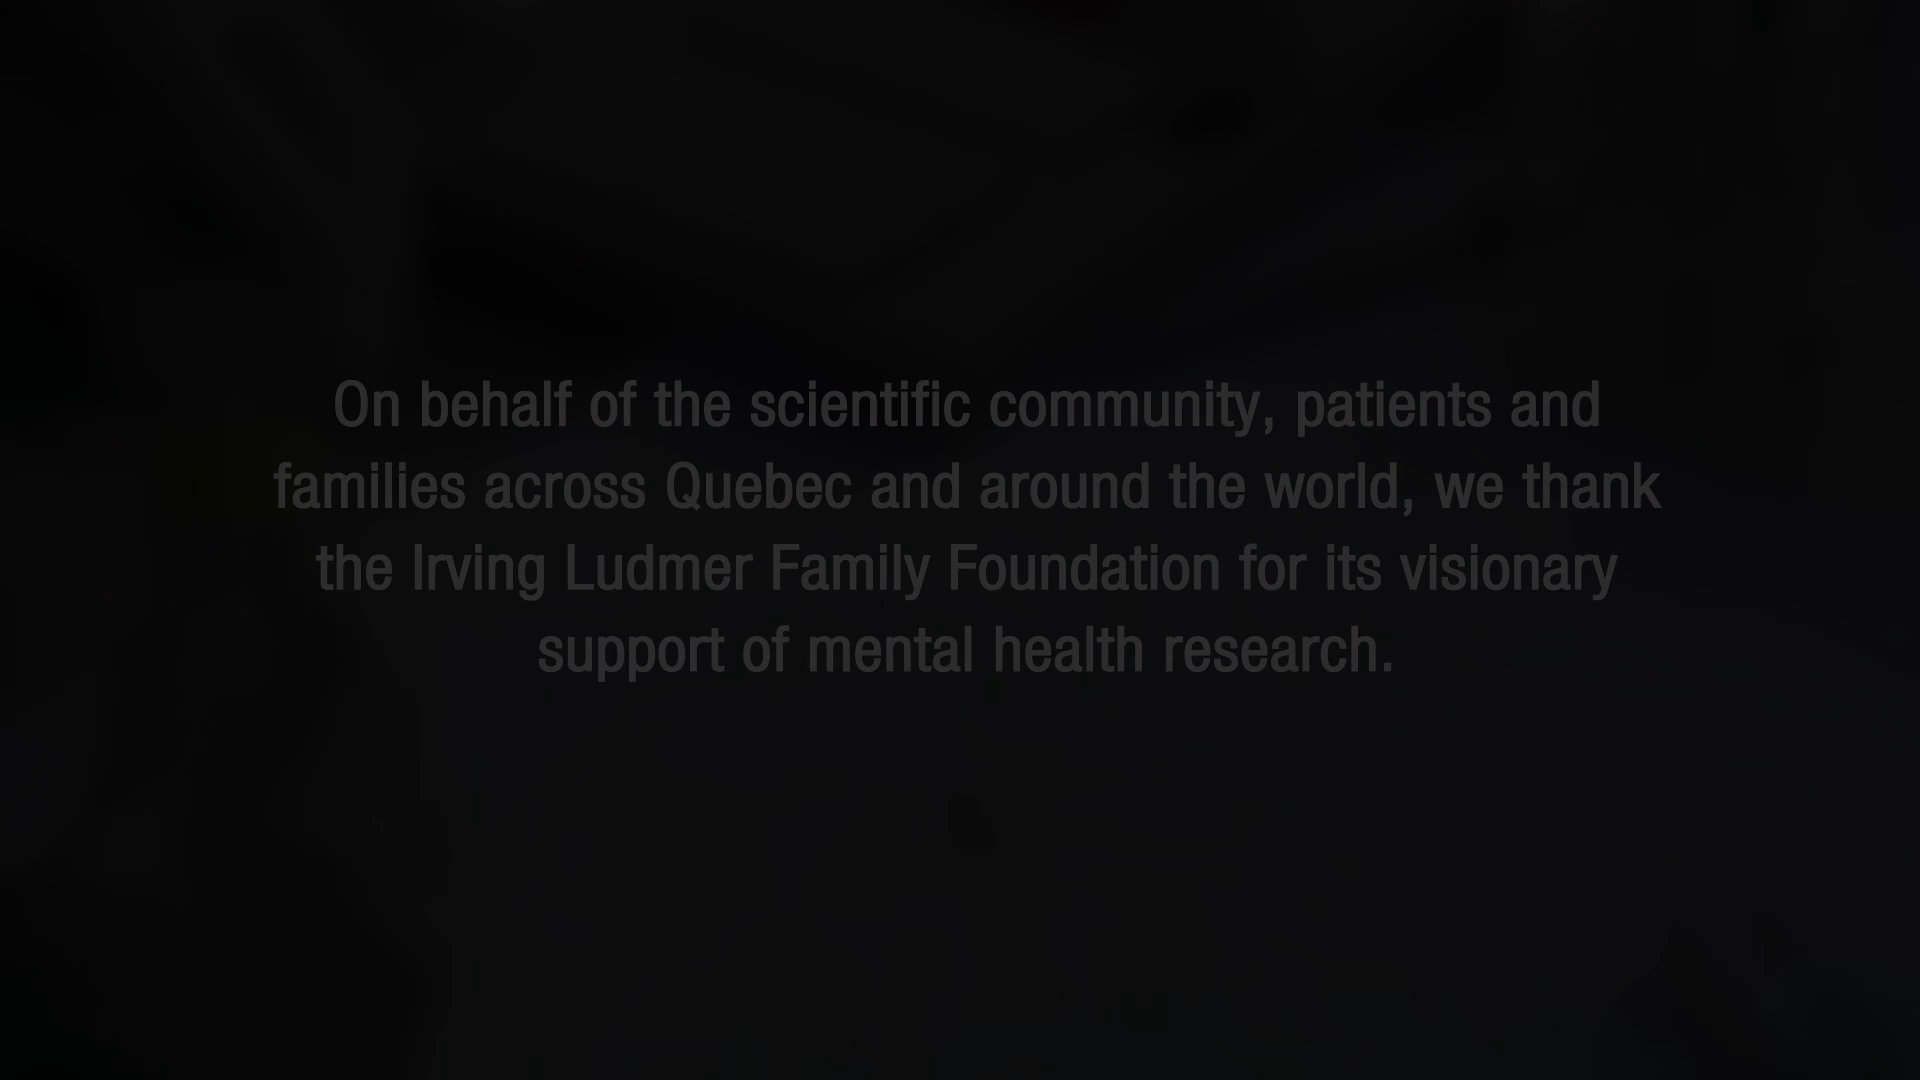 On behalf of the scientific community, patients and
families across Quebec and around the world, we thank
the Irving Ludmer Family Foundation for its visionary
support of mental health research.